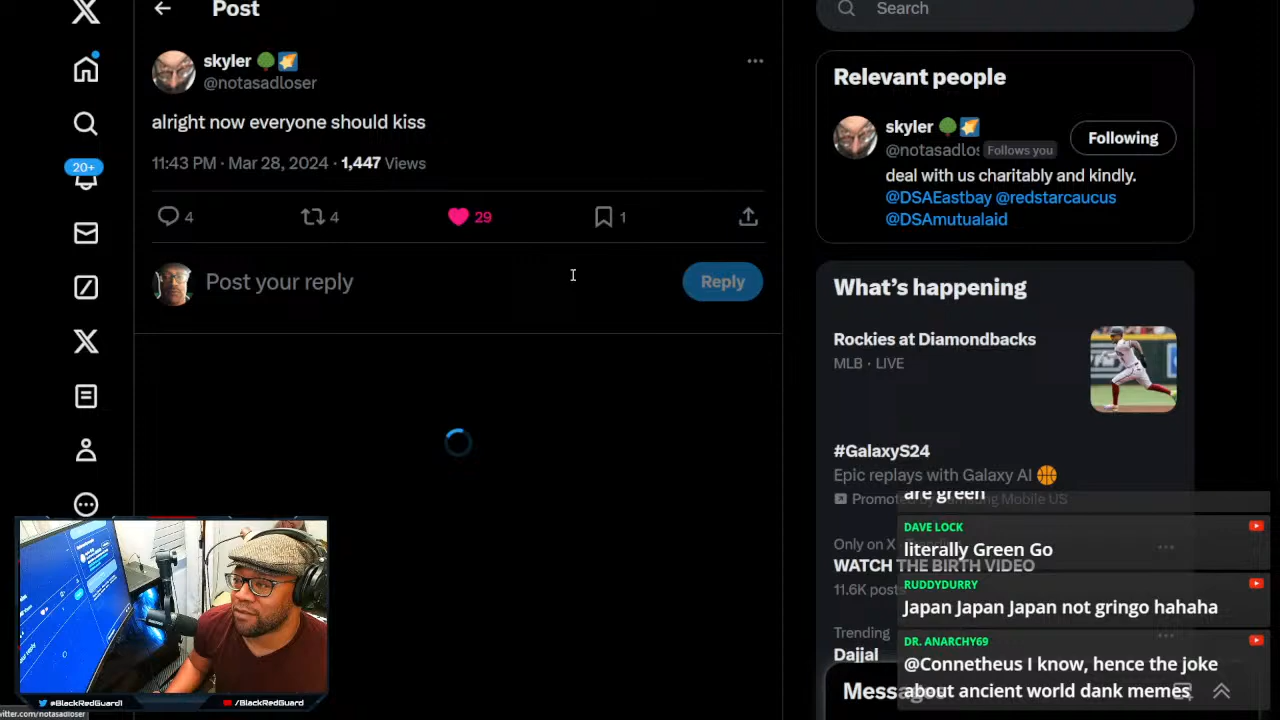 Post
Search
skyler
@notasadloser
alright now everyone should kiss
11:43 PM · Mar 28, 2024 · 1,447 Views
4
4
29
1
Post your reply
Reply
20+
Relevant people
skyler
Following
@notasadlos Follows you
deal with us charitably and kindly.
@DSAEastbay @redstarcaucus
@DSAmutualaid
What's happening
Rockies at Diamondbacks
MLB · LIVE
#GalaxyS24
Epic replays with Galaxy AI
are green
Only on X
WATCH THE BIRTH VIDEO
11.6K posts
Trending
Dajjal
Messages
DAVE LOCK
literally Green Go
RUDDYDURRY
Japan Japan Japan not gringo hahaha
DR. ANARCHY69
@Connetheus I know, hence the joke
about ancient world dank memes
@BlackRedGuard1
/BlackRedGuard
witter.com/notasadloser